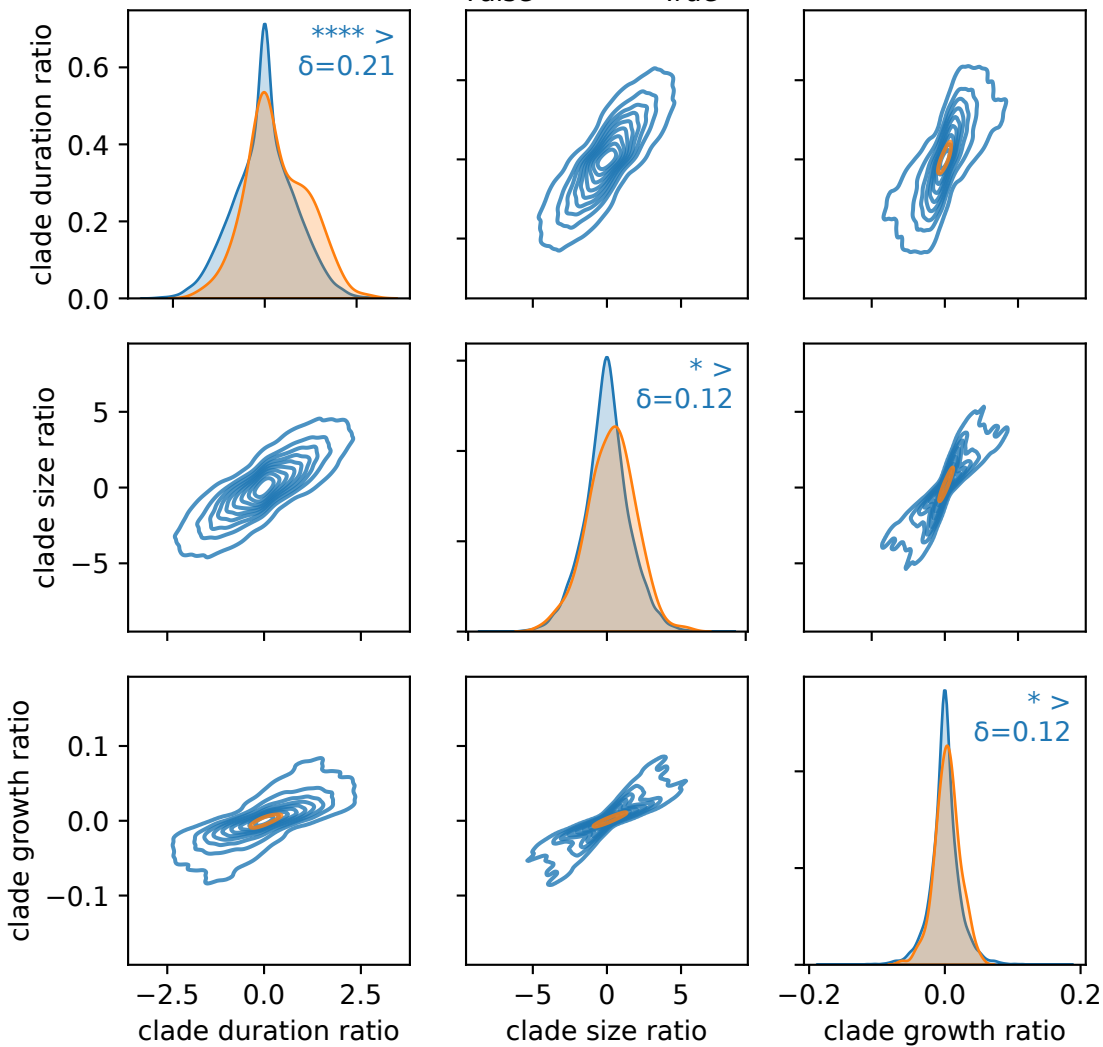 clade duration ratio
0.6
0.4
0.2
0.0
**** >
δ=0.21
clade size ratio
5
0
−5
* >
δ=0.12
clade growth ratio
0.1
0.0
−0.1
* >
δ=0.12
−2.5 0.0 2.5
clade duration ratio
−5 0 5
clade size ratio
−0.2 0.0 0.2
clade growth ratio